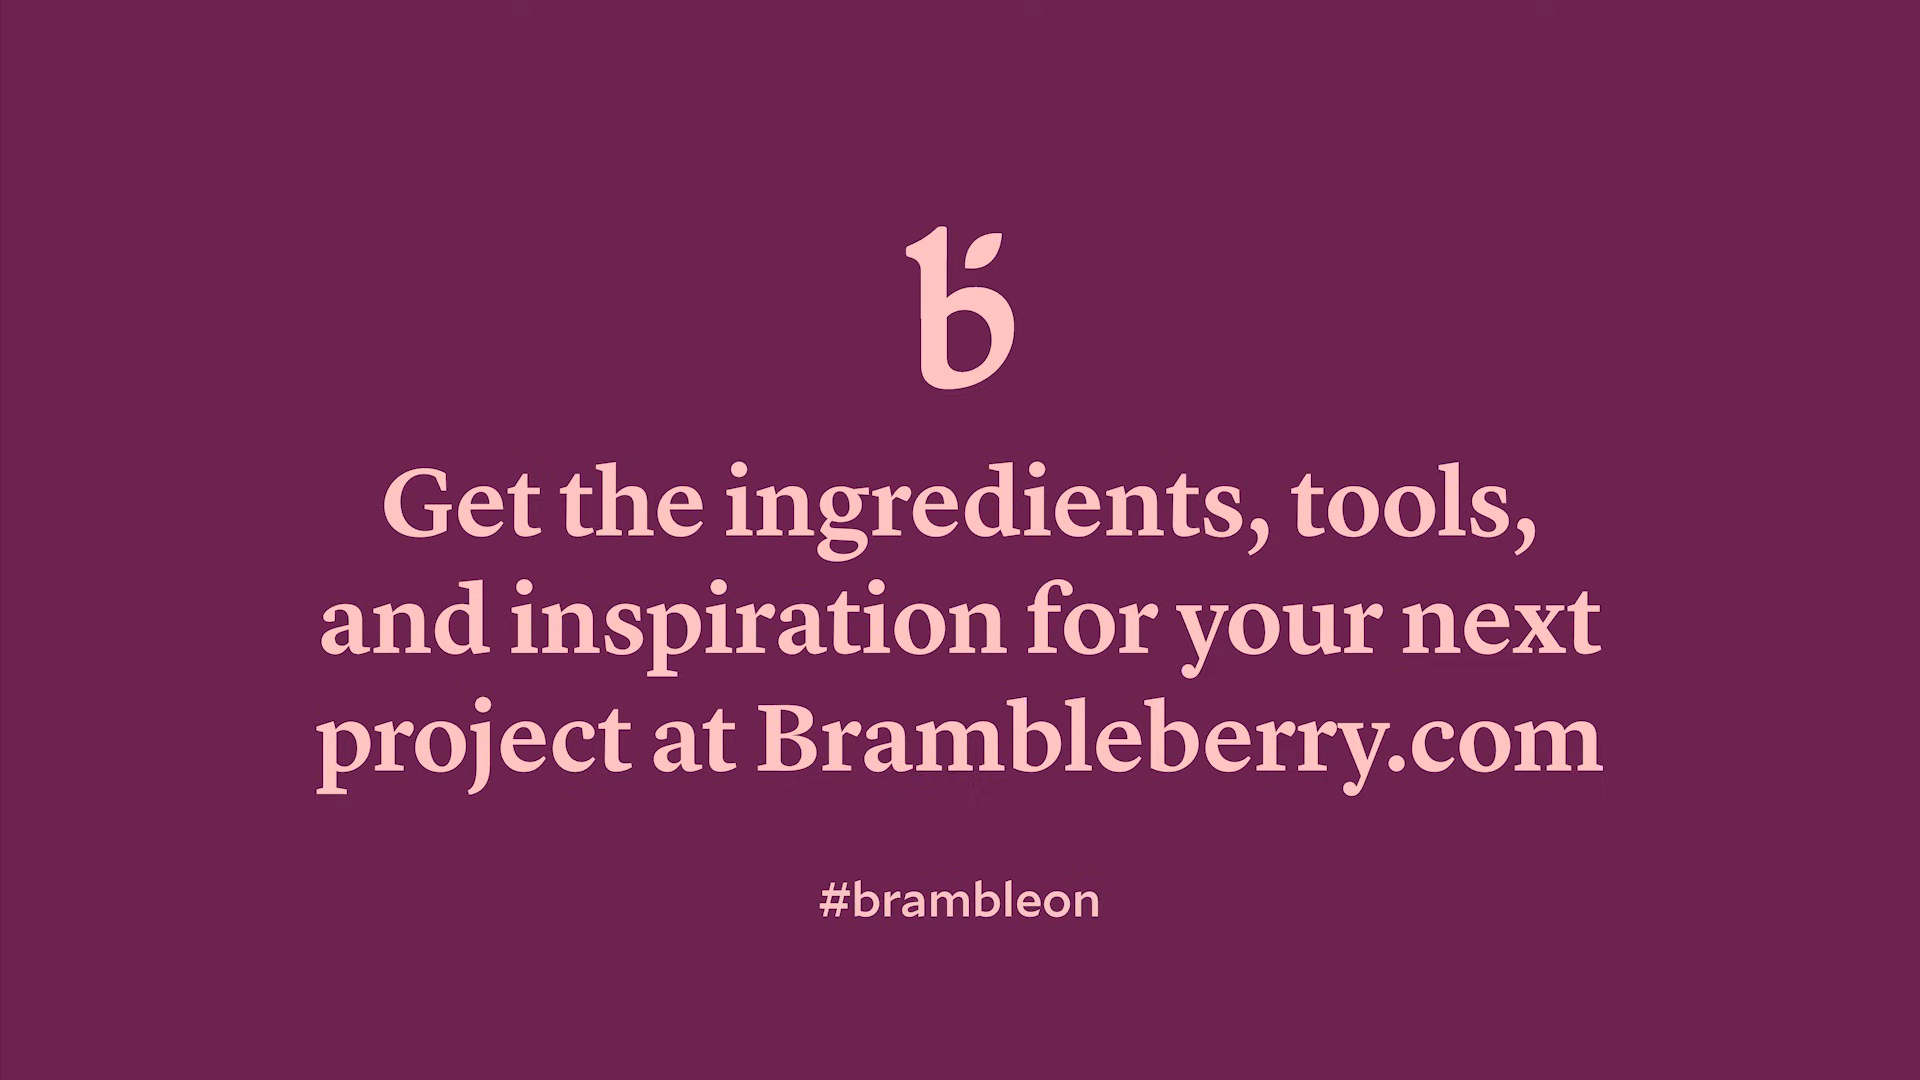 b
Get the ingredients, tools,
and inspiration for your next
project at Brambleberry.com
#brambleon